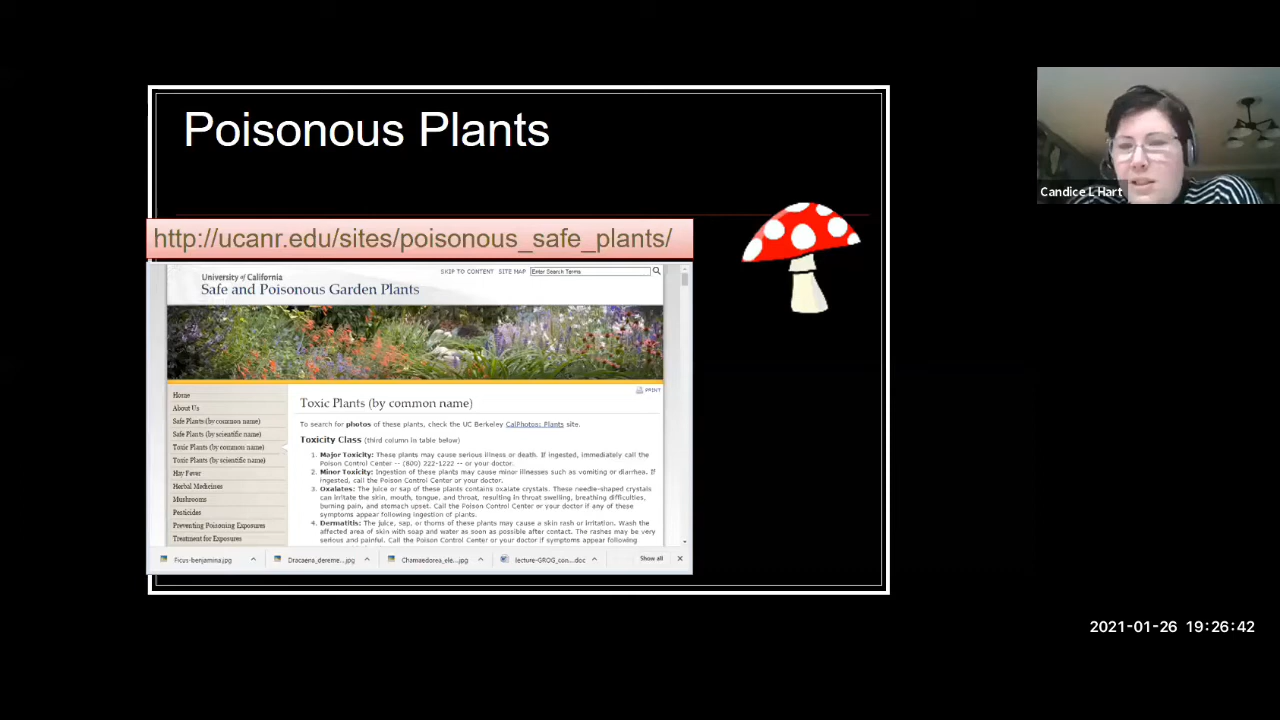 Poisonous Plants
http://ucanr.edu/sites/poisonous_safe_plants/
SKIP TO CONTENT SITE MAP Enter Search Terms
University of California
Safe and Poisonous Garden Plants
PRINT
Home
About Us
Safe Plants (by common name)
Safe Plants (by scientific name)
Toxic Plants (by common name)
Toxic Plants (by scientific name)
Hay Fever
Herbal Medicines
Mushrooms
Pesticides
Preventing Poisoning Exposures
Treatment for Exposures
Toxic Plants (by common name)
To search for photos of these plants, check the UC Berkeley CalPhotos: Plants site.
Toxicity Class (third column in table below)
1. Major Toxicity: These plants may cause serious illness or death. If ingested, immediately call the
Poison Control Center -- (800) 222-1222 -- or your doctor.
2. Minor Toxicity: Ingestion of these plants may cause minor illnesses such as vomiting or diarrhea. If
ingested, call the Poison Control Center or your doctor.
3. Oxalates: The juice or sap of these plants contains oxalate crystals. These needle-shaped crystals
can irritate the skin, mouth, tongue, and throat, resulting in throat swelling, breathing difficulties,
burning pain, and stomach upset. Call the Poison Control Center or your doctor if any of these
symptoms appear following ingestion of plants.
4. Dermatitis: The juice, sap, or thorns of these plants may cause a skin rash or irritation. Wash the
affected area of skin with soap and water as soon as possible after contact. The rashes may be very
serious and painful. Call the Poison Control Center or your doctor if symptoms appear following
Ficus-benjamina.jpg
Dracaena_dereme....jpg
Chamaedorea_ele....jpg
lecture-GROG_con....doc
Show all
Candice L Hart
2021-01-26 19:26:42